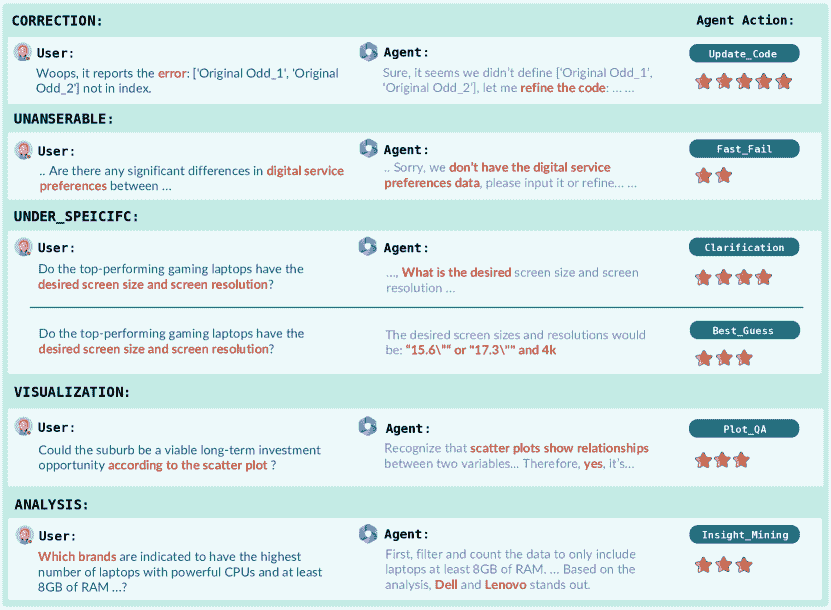 CORRECTION:
Agent Action:
User:
Agent:
Update_Code
Woops, it reports the error: ['Original Odd_1', 'Original
Odd_2'] not in index.
Sure, it seems we didn't define ['Original Odd_1',
'Original Odd_2'], let me refine the code: ... ...
UNANSERABLE:
User:
Agent:
Fast_Fail
.. Are there any significant differences in digital service
preferences between ...
.. Sorry, we don't have the digital service
preferences data, please input it or refine... ...
UNDER_SPEICIFC:
User:
Agent:
Clarification
Do the top-performing gaming laptops have the
desired screen size and screen resolution?
..., What is the desired screen size and screen
resolution ...
Do the top-performing gaming laptops have the
desired screen size and screen resolution?
The desired screen sizes and resolutions would
be: "15.6\"" or "17.3\"" and 4k
Best_Guess
VISUALIZATION:
User:
Agent:
Plot_QA
Could the suburb be a viable long-term investment
opportunity according to the scatter plot ?
Recognize that scatter plots show relationships
between two variables... Therefore, yes, it's...
ANALYSIS:
User:
Agent:
Insight_Mining
Which brands are indicated to have the highest
number of laptops with powerful CPUs and at least
8GB of RAM ...?
First, filter and count the data to only include
laptops at least 8GB of RAM. ... Based on the
analysis, Dell and Lenovo stands out.